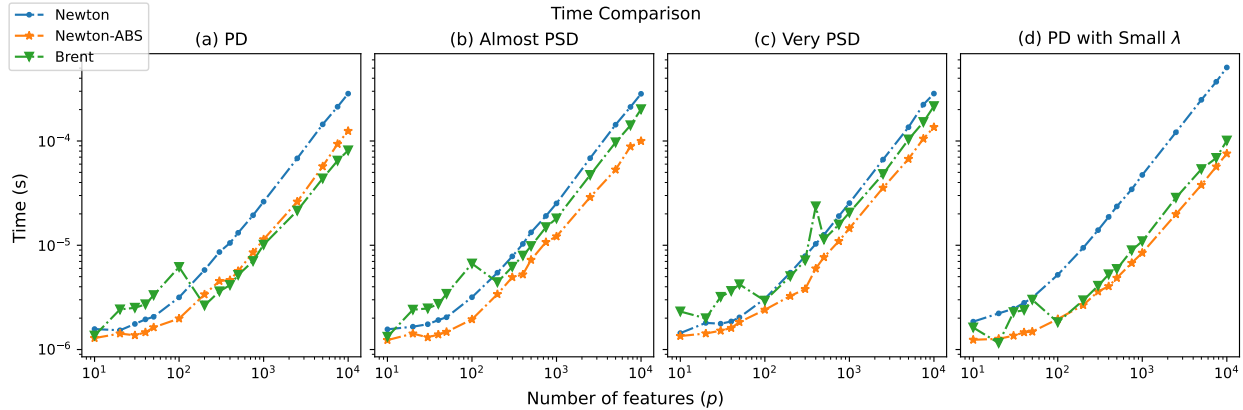 Time Comparison
Newton
Newton-ABS
Brent
(a) PD
(b) Almost PSD
(c) Very PSD
(d) PD with Small λ
Time (s)
10⁻⁴
10⁻⁵
10⁻⁶
10¹ 10² 10³ 10⁴
10¹ 10² 10³ 10⁴
10¹ 10² 10³ 10⁴
10¹ 10² 10³ 10⁴
Number of features (p)